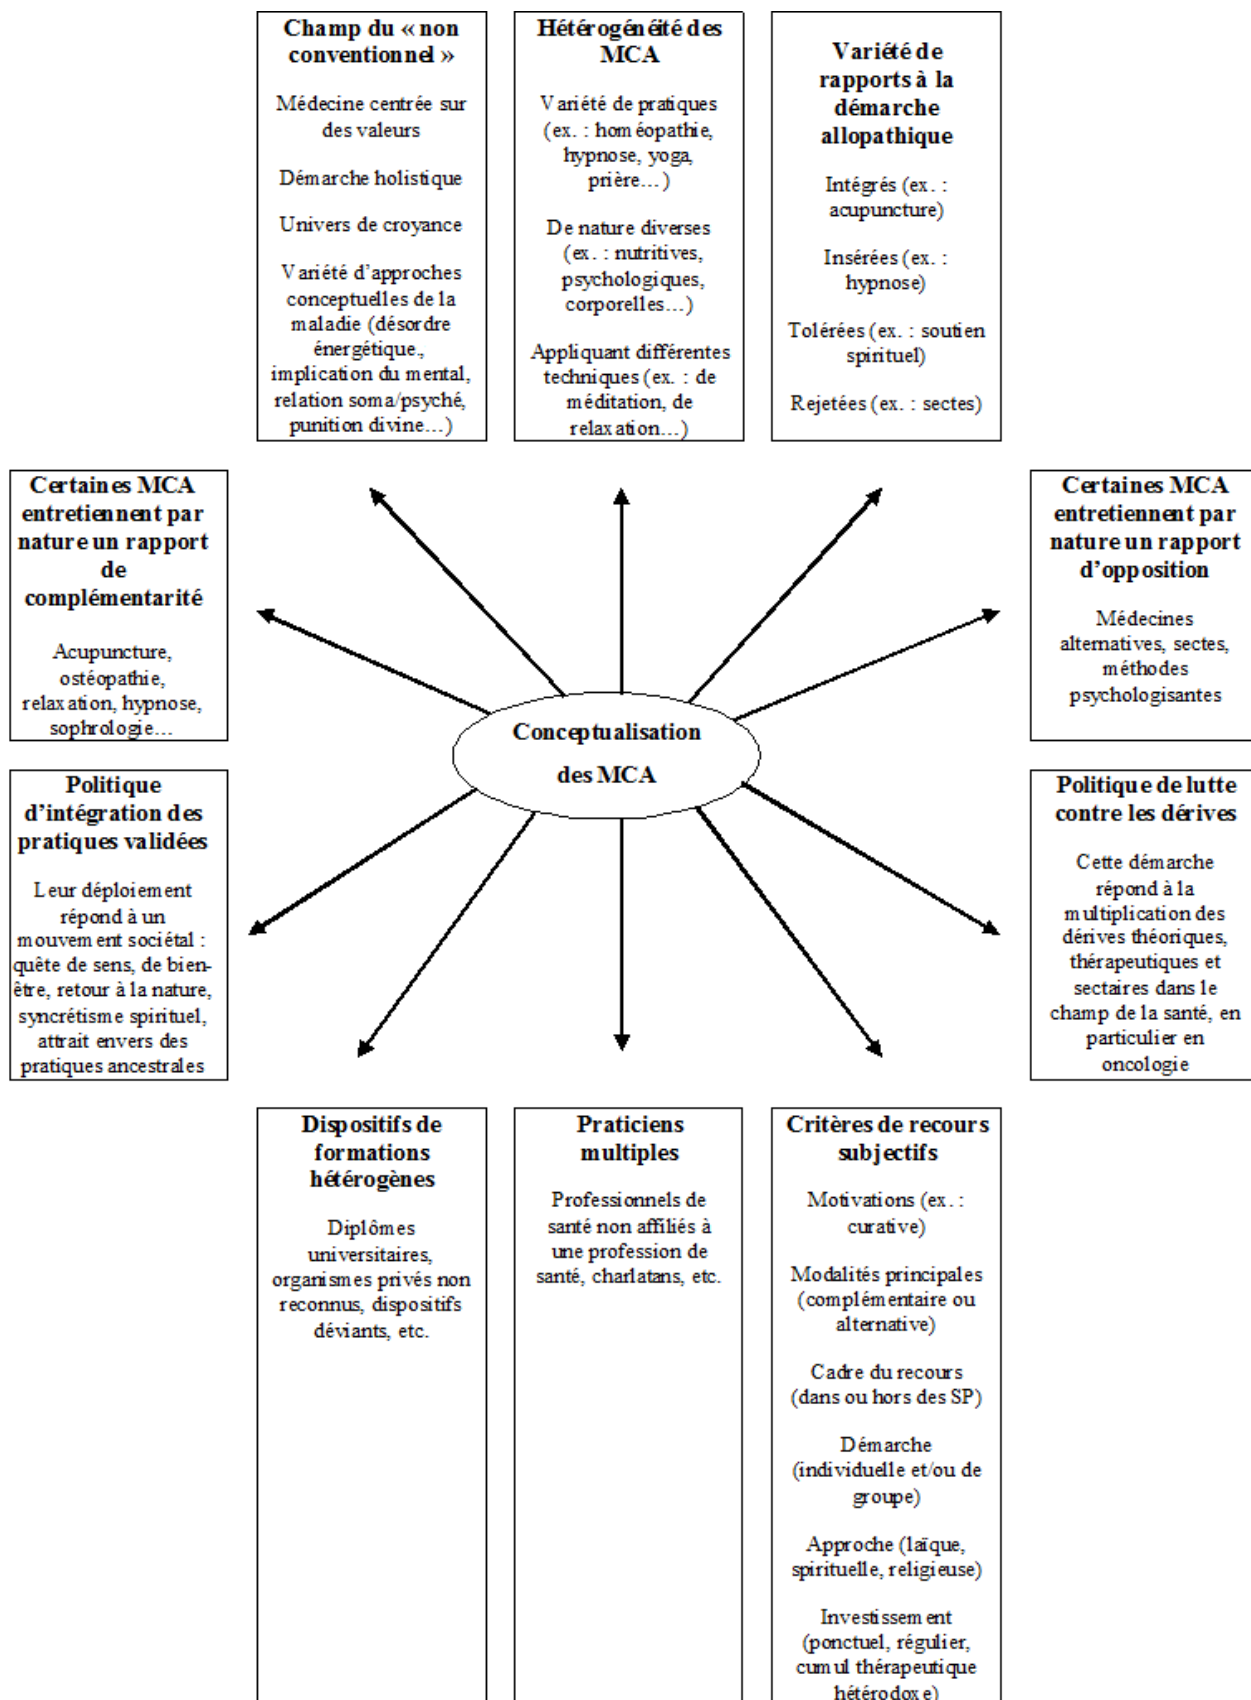 Champ du « non
conventionnel »
Médecine centrée sur
des valeurs
Démarche holistique
Univers de croyance
Variété d’approches
conceptuelles de la
maladie (désordre
énergétique.,
implication du mental,
relation soma/psyché,
punition divine…)
Hétérogénéité des
MCA
Variété de pratiques
(ex. : homéopathie,
hypnose, yoga,
prière…)
De nature diverses
(ex. : nutritives,
psychologiques,
corporelles…)
Appliquant différentes
techniques (ex. : de
méditation, de
relaxation…)
Variété de
rapports à la
démarche
allopathique
Intégrés (ex. :
acupuncture)
Insérées (ex. :
hypnose)
Tolérées (ex. : soutien
spirituel)
Rejetées (ex. : sectes)
Certaines MCA
entretiennent par
nature un rapport
de
complémentarité
Acupuncture,
ostéopathie,
relaxation, hypnose,
sophrologie…
Certaines MCA
entretiennent par
nature un rapport
d’opposition
Médecines
alternatives, sectes,
méthodes
psychologisantes
Conceptualisation
des MCA
Politique
d’intégration des
pratiques validées
Leur déploiement
répond à un
mouvement sociétal :
quête de sens, de bien-
être, retour à la nature,
syncrétisme spirituel,
attrait envers des
pratiques ancestrales
Politique de lutte
contre les dérives
Cette démarche
répond à la
multiplication des
dérives théoriques,
thérapeutiques et
sectaires dans le
champ de la santé, en
particulier en
oncologie
Dispositifs de
formations
hétérogènes
Diplômes
universitaires,
organismes privés non
reconnus, dispositifs
déviants, etc.
Praticiens
multiples
Professionnels de
santé non affiliés à
une profession de
santé, charlatans, etc.
Critères de recours
subjectifs
Motivations (ex. :
curative)
Modalités principales
(complémentaire ou
alternative)
Cadre du recours
(dans ou hors des SP)
Démarche
(individuelle et/ou de
groupe)
Approche (laïque,
spirituelle, religieuse)
Investissement
(ponctuel, régulier,
cumul thérapeutique
hétérodoxe)